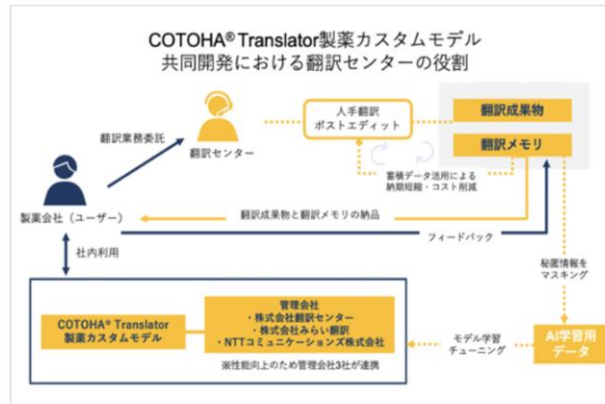 COTOHA® Translator製薬カスタムモデル
共同開発における翻訳センターの役割
翻訳業務委託
翻訳センター
人手翻訳
ポストエディット
翻訳成果物
翻訳メモリ
蓄積データ活用による
納期短縮・コスト削減
製薬会社（ユーザー）
翻訳成果物と翻訳メモリの納品
フィードバック
社内利用
秘匿情報を
マスキング
COTOHA® Translator
製薬カスタムモデル
管理会社
・株式会社翻訳センター
・株式会社みらい翻訳
・NTTコミュニケーションズ株式会社
※性能向上のため管理会社3社が連携
モデル学習
チューニング
AI学習用
データ